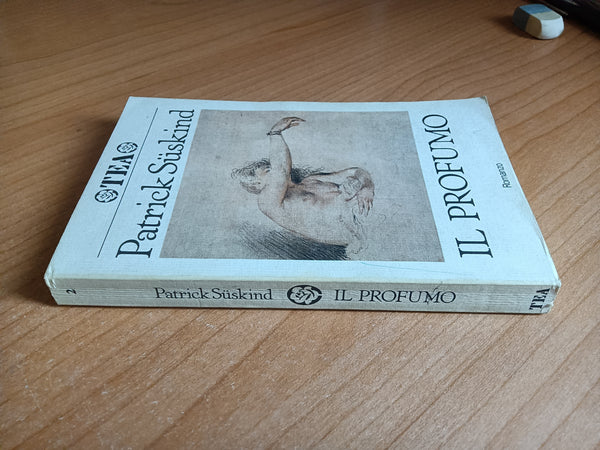 TEA
Patrick Süskind
IL PROFUMO
Romanzo
2
Patrick Süskind
IL PROFUMO
TEA